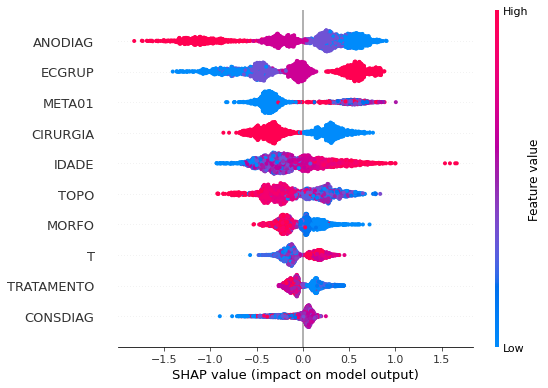 High
ANODIAG
ECGRUP
META01
CIRURGIA
IDADE
TOPO
MORFO
T
TRATAMENTO
CONSDIAG
Feature value
Low
−1.5 −1.0 −0.5 0.0 0.5 1.0 1.5
SHAP value (impact on model output)